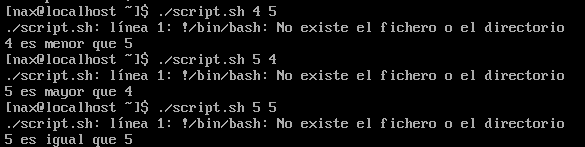 [nax@localhost ~]$ ./script.sh 4 5
./script.sh: línea 1: !/bin/bash: No existe el fichero o el directorio
4 es menor que 5
[nax@localhost ~]$ ./script.sh 5 4
./script.sh: línea 1: !/bin/bash: No existe el fichero o el directorio
5 es mayor que 4
[nax@localhost ~]$ ./script.sh 5 5
./script.sh: línea 1: !/bin/bash: No existe el fichero o el directorio
5 es igual que 5